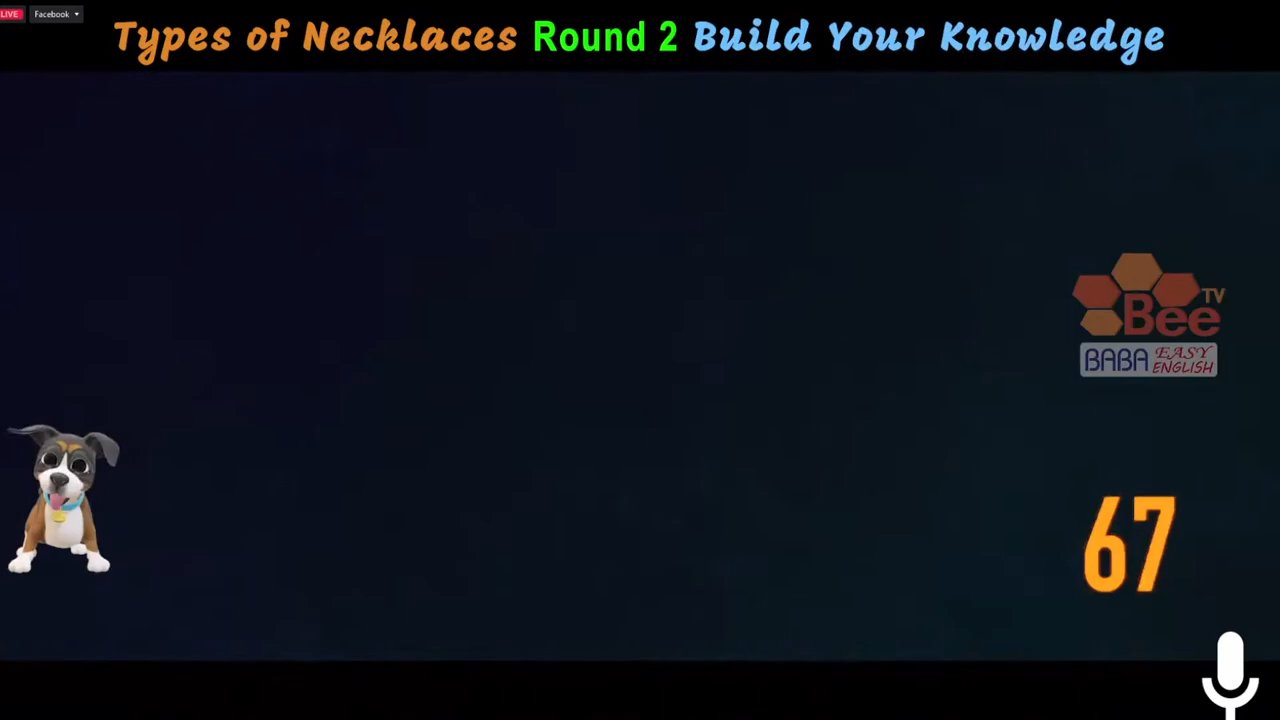 LIVE
Facebook
Types of Necklaces Round 2 Build Your Knowledge
Bee TV
BABA EASY ENGLISH
67